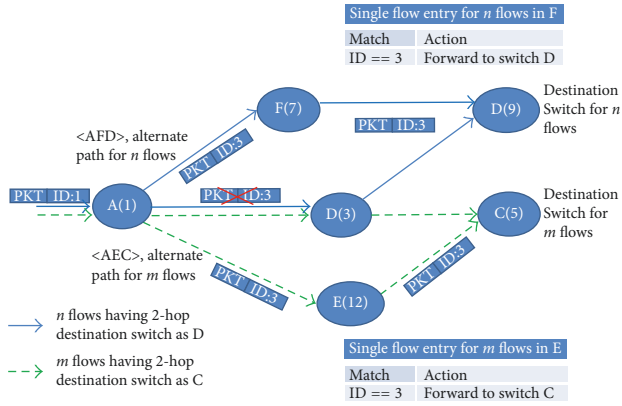 Single flow entry for n flows in F
Match Action
ID == 3 Forward to switch D
F(7)
D(9)
Destination
Switch for n
flows
<AFD>, alternate
path for n flows
PKT ID:3
PKT ID:3
PKT ID:1
A(1)
PKT ID:3
D(3)
C(5)
Destination
Switch for
m flows
<AEC>, alternate
path for m flows
PKT ID:3
PKT ID:3
E(12)
n flows having 2-hop
destination switch as D
m flows having 2-hop
destination switch as C
Single flow entry for m flows in E
Match Action
ID == 3 Forward to switch C